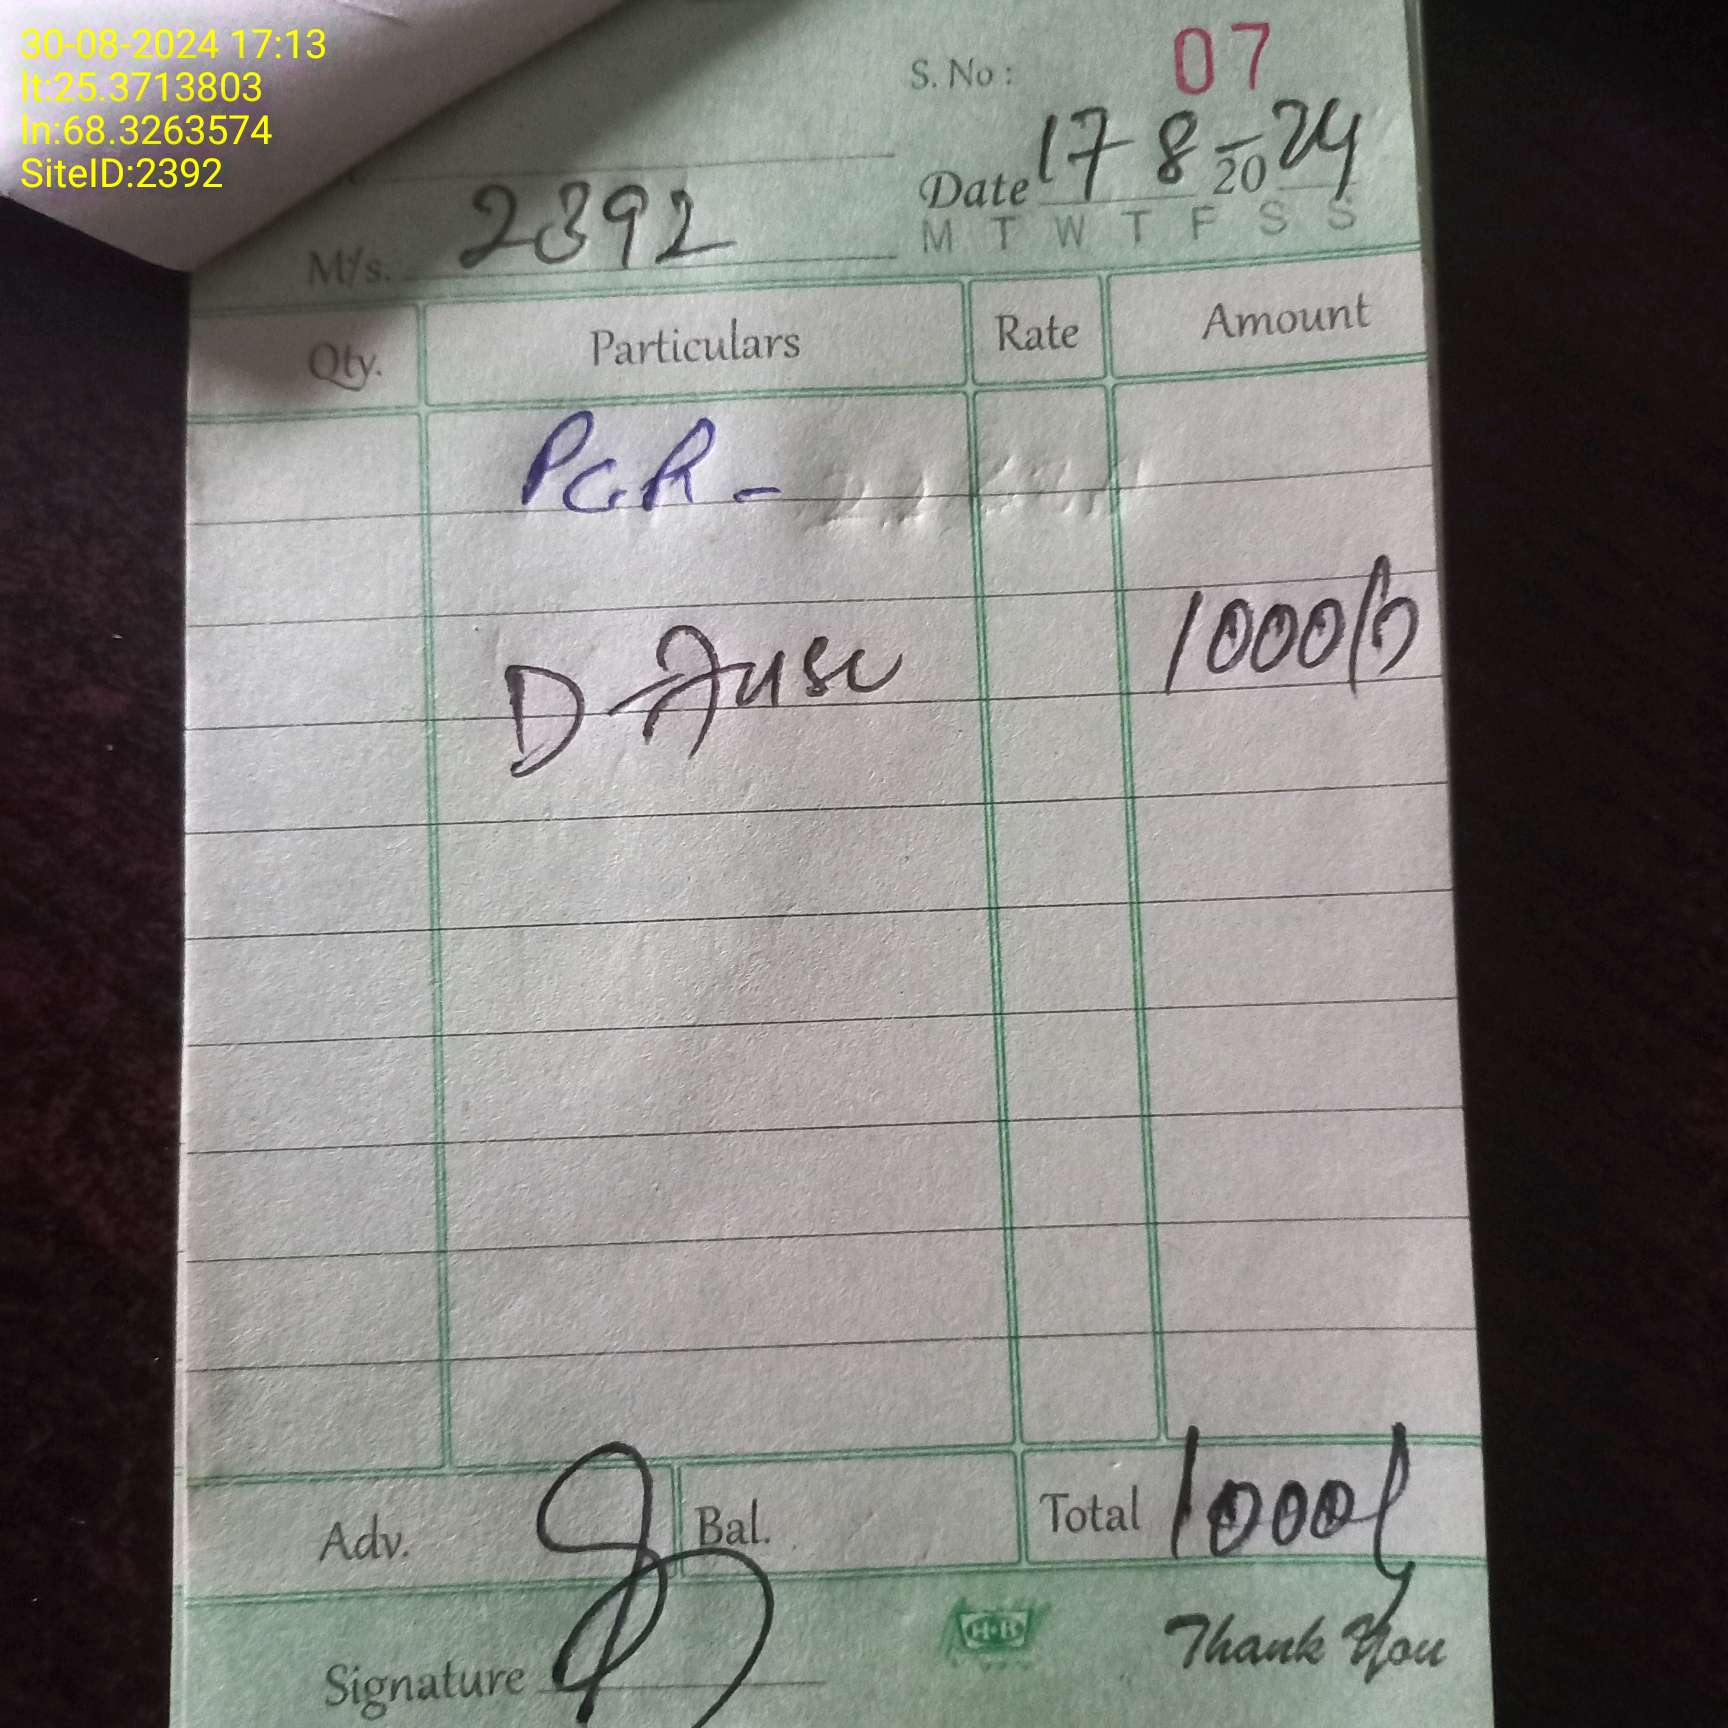 30-08-2024 17:13
lt:25.3713803
ln:68.3263574
SiteID:2392
S. No : 07
Date 17-8-2024
M T W T F S S
M/s. 2392
Qty. Particulars Rate Amount
PGR -
D-Fuse 1000/-
Adv. Bal. Total 1000/
Signature
H·R
Thank You